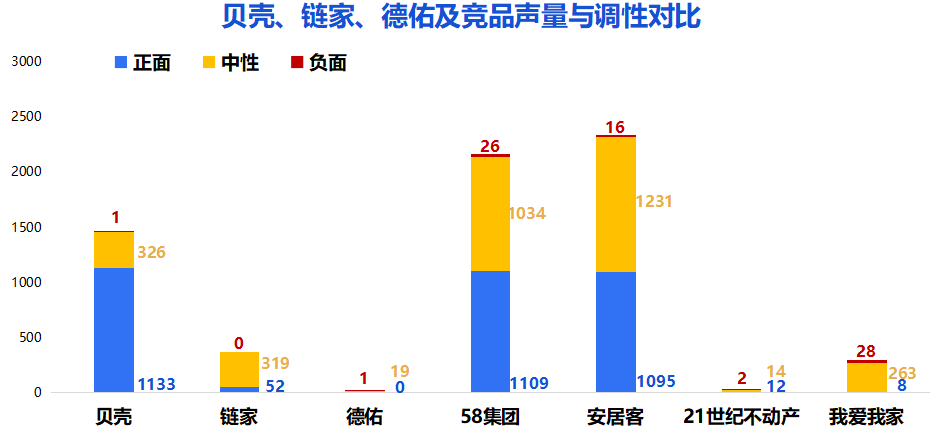 贝壳、链家、德佑及竞品声量与调性对比
正面 中性 负面
3000
2500
2000
1500
1000
500
0
1 326 1133
0 319 52
1 19 0
26 1034 1109
16 1231 1095
2 14 12
28 263 8
贝壳 链家 德佑 58集团 安居客 21世纪不动产 我爱我家